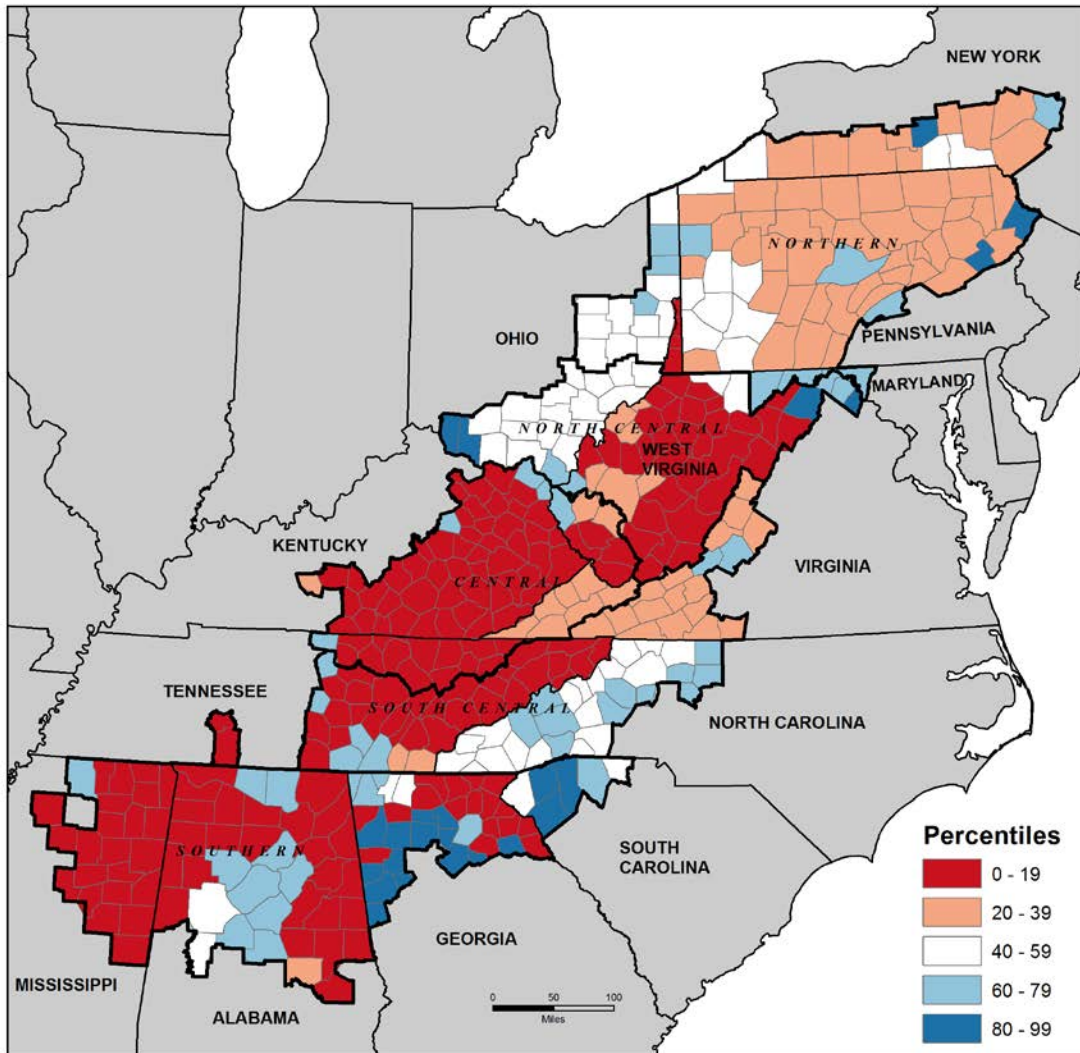 NEW YORK
NORTHERN
PENNSYLVANIA
OHIO
MARYLAND
NORTH CENTRAL
WEST
VIRGINIA
KENTUCKY
CENTRAL
VIRGINIA
TENNESSEE
SOUTH CENTRAL
NORTH CAROLINA
SOUTHERN
SOUTH
CAROLINA
GEORGIA
MISSISSIPPI
ALABAMA
0 50 100
Miles
Percentiles
0 - 19
20 - 39
40 - 59
60 - 79
80 - 99